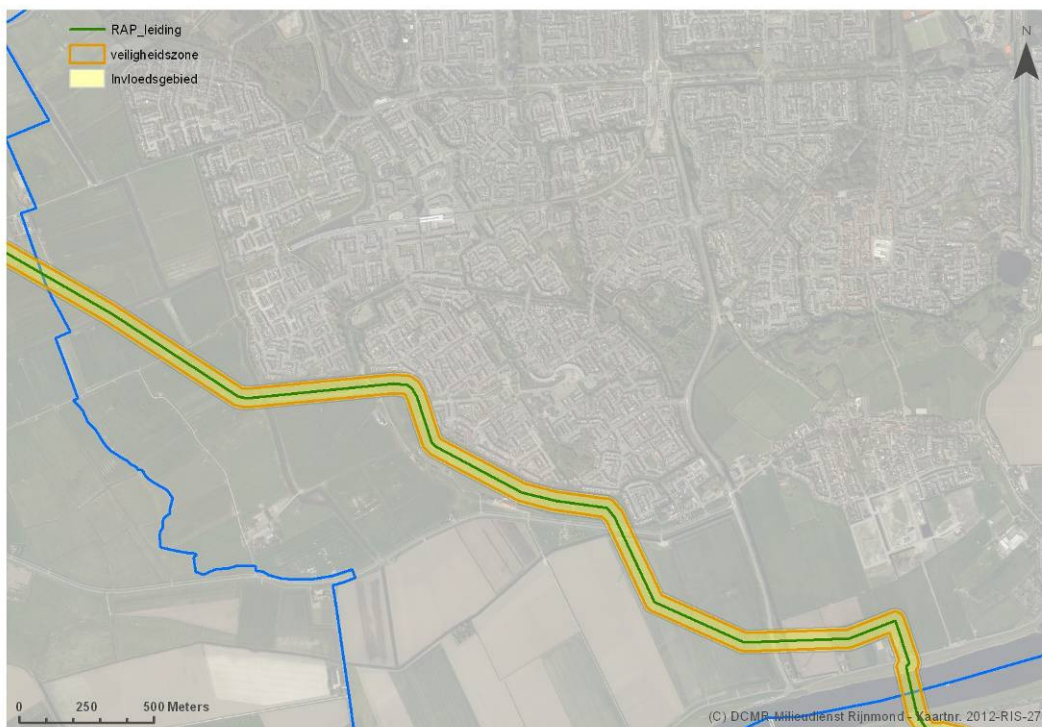 RAP_leiding
veiligheidszone
Invloedsgebied
N
0 250 500 Meters
(C) DCMR Milieudienst Rijnmond - Kaartnr. 2012-RIS-27